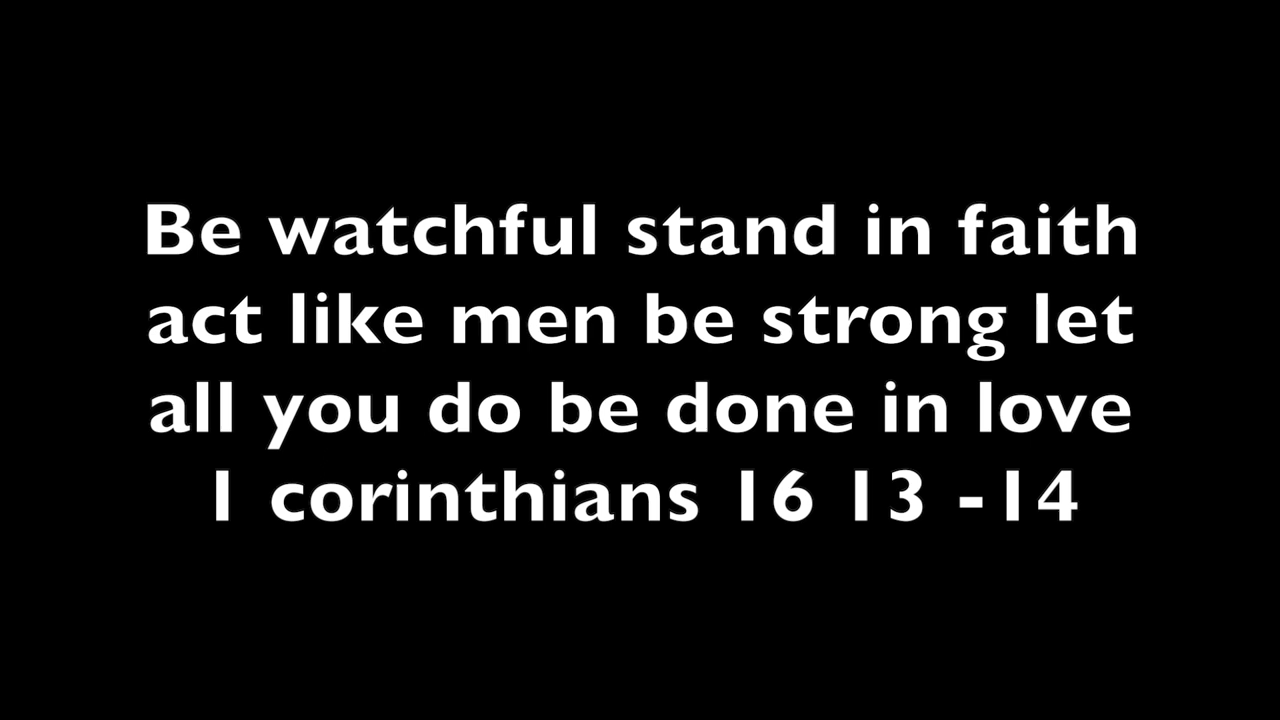 Be watchful stand in faith
act like men be strong let
all you do be done in love
1 corinthians 16 13 -14